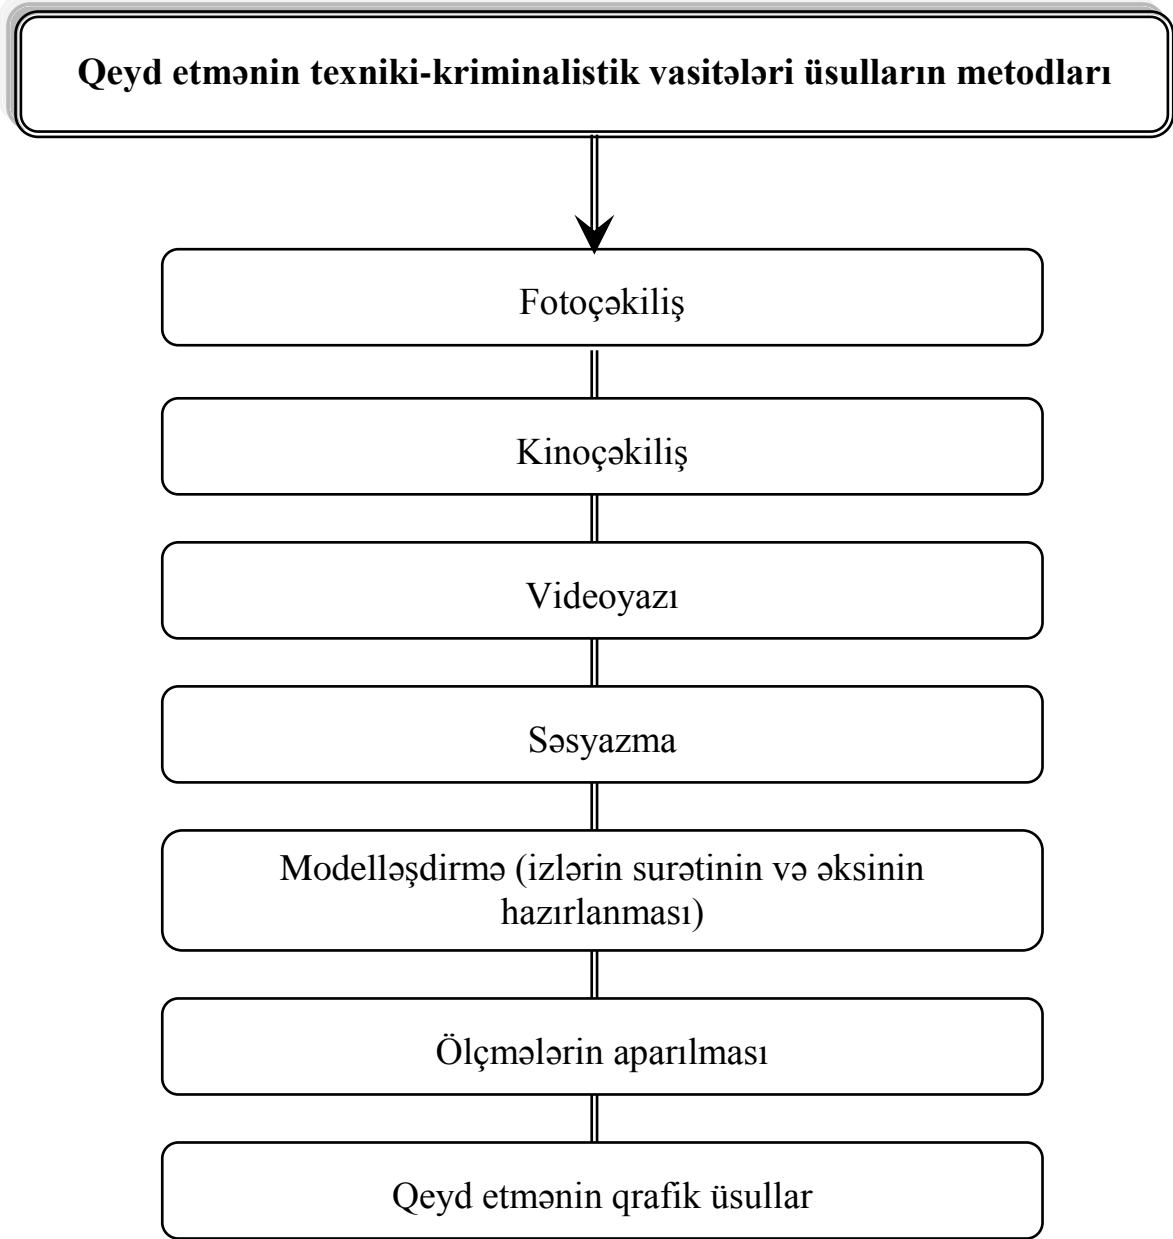 Qeyd etmənin texniki-kriminalistik vasitələri üsulların metodları
Fotoçəkiliş
Kinoçəkiliş
Videoyazı
Səsyazma
Modelləşdirmə (izlərin surətinin və əksinin
hazırlanması)
Ölçmələrin aparılması
Qeyd etmənin qrafik üsullar